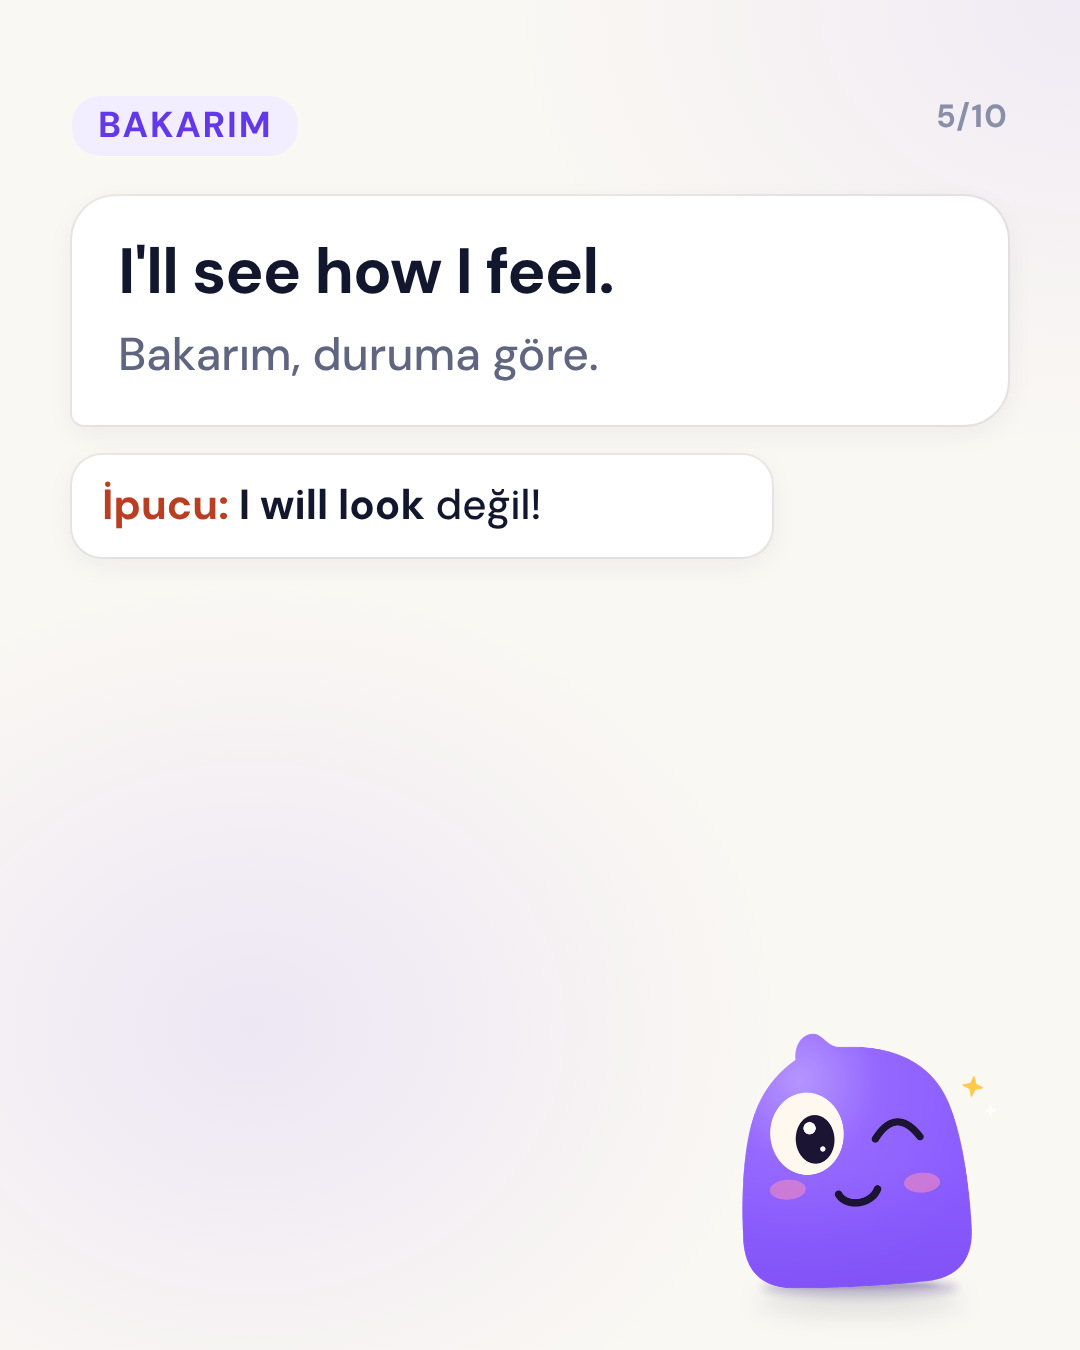 BAKARIM
5/10
I'll see how I feel.
Bakarım, duruma göre.
İpucu: I will look değil!